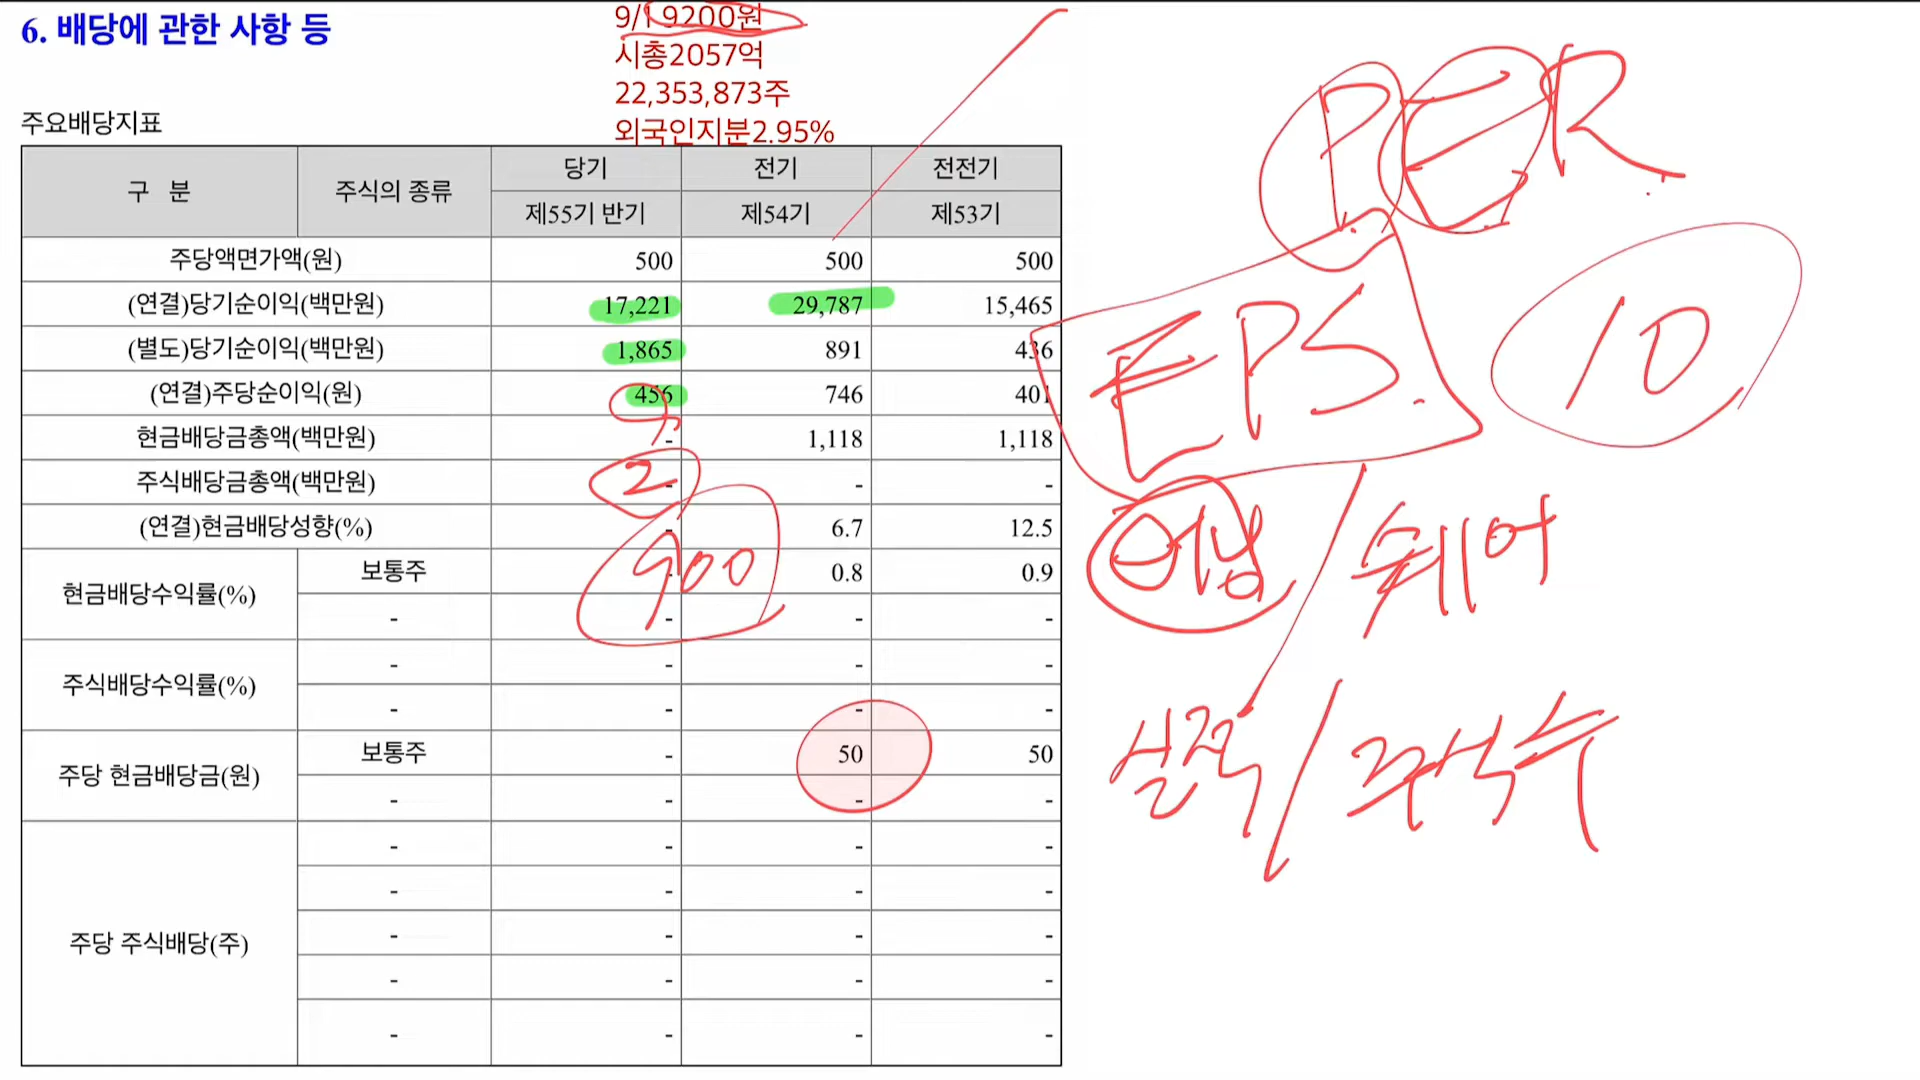 6. 배당에 관한 사항 등
9/1 9200원
시총2057억
22,353,873주
외국인지분2.95%
주요배당지표
구 분 주식의 종류 당기 전기 전전기
제55기 반기 제54기 제53기
주당액면가액(원) 500 500 500
(연결)당기순이익(백만원) 17,221 29,787 15,465
(별도)당기순이익(백만원) 1,865 891 436
(연결)주당순이익(원) 456 746 401
현금배당금총액(백만원) - 1,118 1,118
주식배당금총액(백만원) - - -
(연결)현금배당성향(%) - 6.7 12.5
현금배당수익률(%) 보통주 - 0.8 0.9
- - - -
주식배당수익률(%) - - - -
- - - -
주당 현금배당금(원) 보통주 - 50 50
- - - -
주당 주식배당(주) - - - -
- - - -
- - - -
- - - -
- - - -
2
900
PER
EPS
10
어닝 / 쉐어
실적 / 주식수